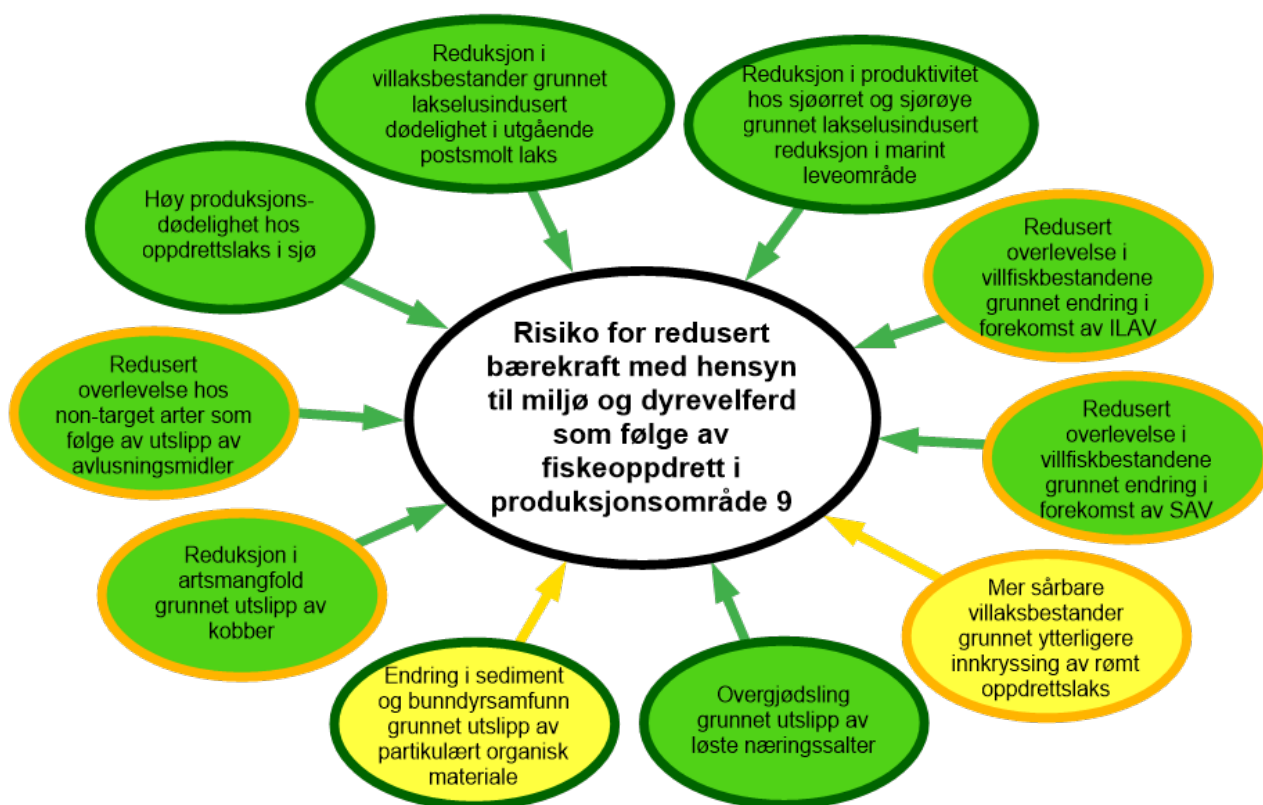 Reduksjon i
villaksbestander grunnet
lakselusindusert
dødelighet i utgående
postsmolt laks
Reduksjon i produktivitet
hos sjøørret og sjørøye
grunnet lakselusindusert
reduksjon i marint
leveområde
Høy produksjons-
dødelighet hos
oppdrettslaks i sjø
Redusert
overlevelse i
villfiskbestandene
grunnet endring i
forekomst av ILAV
Risiko for redusert
bærekraft med hensyn
til miljø og dyrevelferd
som følge av
fiskeoppdrett i
produksjonsområde 9
Redusert
overlevelse hos
non-target arter som
følge av utslipp av
avlusningsmidler
Redusert
overlevelse i
villfiskbestandene
grunnet endring i
forekomst av SAV
Reduksjon i
artsmangfold
grunnet utslipp av
kobber
Mer sårbare
villaksbestander
grunnet ytterligere
innkryssing av rømt
oppdrettslaks
Endring i sediment
og bunndyrsamfunn
grunnet utslipp av
partikulært organisk
materiale
Overgjødsling
grunnet utslipp av
løste næringssalter